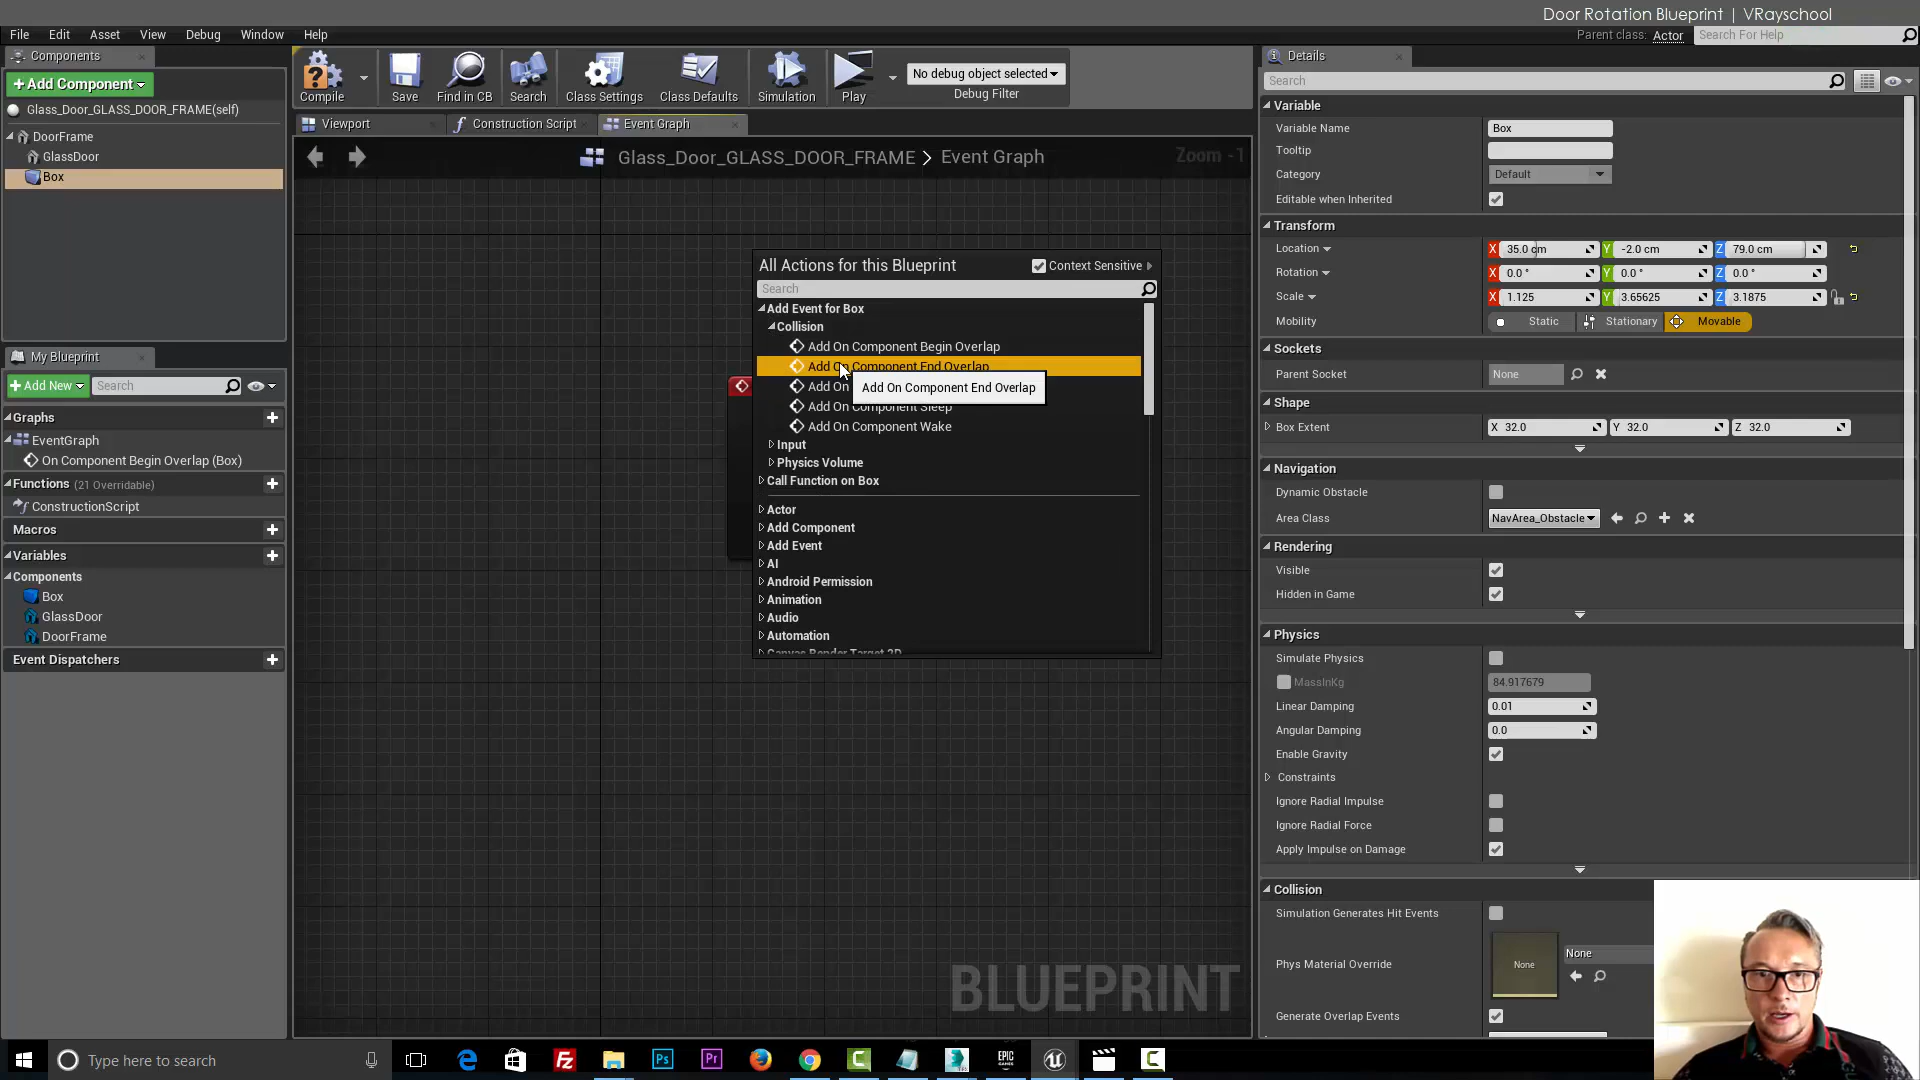 Door Rotation Blueprint | VRayschool
File Edit Asset View Debug Window Help
Parent class: Actor Search For Help
Components
+Add Component
Glass_Door_GLASS_DOOR_FRAME(self)
DoorFrame
GlassDoor
Box
Compile Save Find in CB Search Class Settings Class Defaults Simulation Play
No debug object selected
Debug Filter
Viewport Construction Script Event Graph
Glass_Door_GLASS_DOOR_FRAME > Event Graph
Zoom -1
All Actions for this Blueprint
Context Sensitive
Search
Add Event for Box
Collision
Add On Component Begin Overlap
Add On Component End Overlap
Add On
Add On Component End Overlap
Add On Component Sleep
Add On Component Wake
Input
Physics Volume
Call Function on Box
Actor
Add Component
Add Event
AI
Android Permission
Animation
Audio
Automation
Canvas Render Target 2D
BLUEPRINT
My Blueprint
+Add New Search
Graphs
EventGraph
On Component Begin Overlap (Box)
Functions (21 Overridable)
ConstructionScript
Macros
Variables
Components
Box
GlassDoor
DoorFrame
Event Dispatchers
Details
Search
Variable
Variable Name Box
Tooltip
Category Default
Editable when Inherited
Transform
Location X 35.0 cm Y -2.0 cm Z 79.0 cm
Rotation X 0.0 ° Y 0.0 ° Z 0.0 °
Scale X 1.125 Y 3.65625 Z 3.1875
Mobility Static Stationary Movable
Sockets
Parent Socket None
Shape
Box Extent X 32.0 Y 32.0 Z 32.0
Navigation
Dynamic Obstacle
Area Class NavArea_Obstacle
Rendering
Visible
Hidden in Game
Physics
Simulate Physics
MassInKg 84.917679
Linear Damping 0.01
Angular Damping 0.0
Enable Gravity
Constraints
Ignore Radial Impulse
Ignore Radial Force
Apply Impulse on Damage
Collision
Simulation Generates Hit Events
Phys Material Override None None
Generate Overlap Events
Type here to search
Ps Pr EPIC GAMES